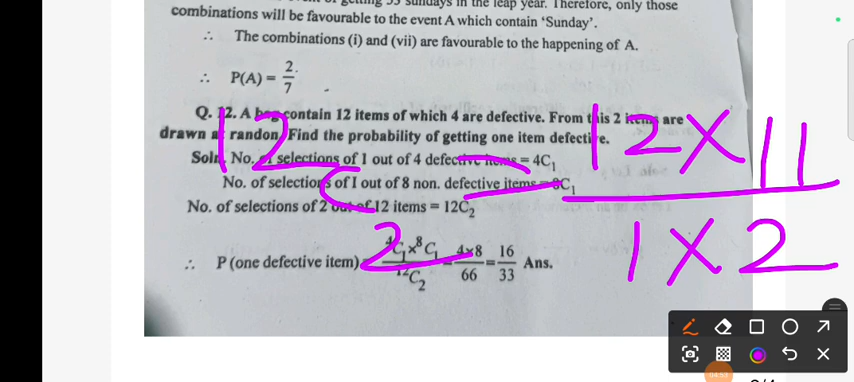 combinations will be favourable to the event A which contain 'Sunday'.
∴ The combinations (i) and (vii) are favourable to the happening of A.
∴ P(A) = 2/7.
Q. 12. A bag contain 12 items of which 4 are defective. From this 2 items are
drawn at random. Find the probability of getting one item defective.
Soln. No. of selections of 1 out of 4 defective items = 4C₁
No. of selections of 1 out of 8 non. defective items = 8C₁
No. of selections of 2 out of 12 items = 12C₂
∴ P (one defective item) = ⁴C₁×⁸C₁/¹²C₂ = 4×8/66 = 16/33 Ans.
12C2 = 12 X 11
1 X 2
04:53